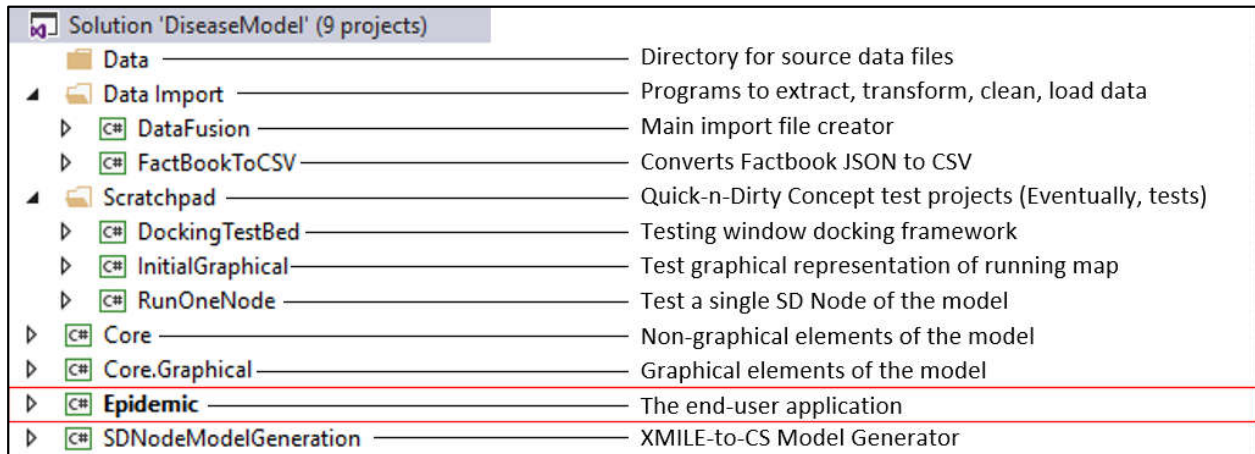 Solution 'DiseaseModel' (9 projects)
Data Directory for source data files
Data Import Programs to extract, transform, clean, load data
C# DataFusion Main import file creator
C# FactBookToCSV Converts Factbook JSON to CSV
Scratchpad Quick-n-Dirty Concept test projects (Eventually, tests)
C# DockingTestBed Testing window docking framework
C# InitialGraphical Test graphical representation of running map
C# RunOneNode Test a single SD Node of the model
C# Core Non-graphical elements of the model
C# Core.Graphical Graphical elements of the model
C# Epidemic The end-user application
C# SDNodeModelGeneration XMILE-to-CS Model Generator